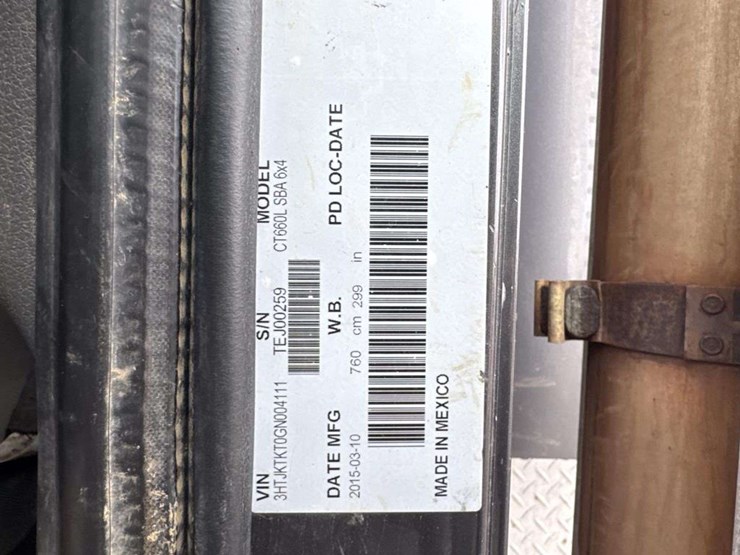 VIN S/N MODEL
3HTJKTKT0GN004111 TEJ00259 CT660L SBA 6x4
DATE MFG W.B. PD LOC-DATE
2015-03-10 760 cm 299 in
MADE IN MEXICO